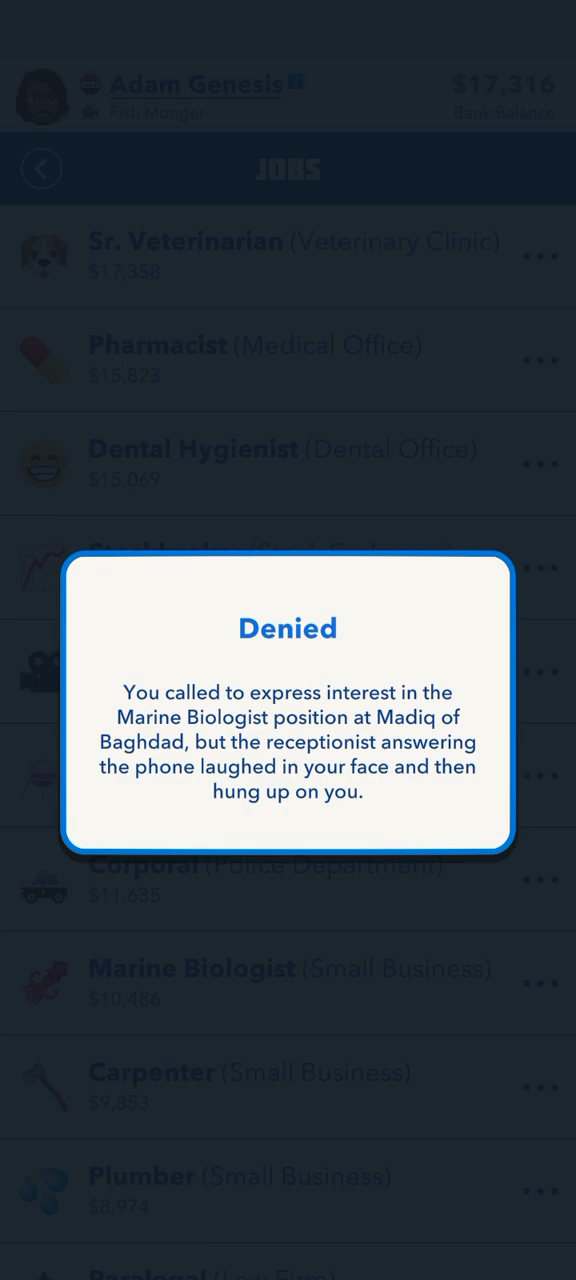 Adam Genesis
$17,316
Fish Monger
Bank Balance
JOBS
Sr. Veterinarian (Veterinary Clinic)
$17,358
Pharmacist (Medical Office)
$15,823
Dental Hygienist (Dental Office)
$15,069
Denied
You called to express interest in the
Marine Biologist position at Madiq of
Baghdad, but the receptionist answering
the phone laughed in your face and then
hung up on you.
Corporal (Police Department)
$11,635
Marine Biologist (Small Business)
$10,486
Carpenter (Small Business)
$9,853
Plumber (Small Business)
$8,974
Paralegal (Law Firm)